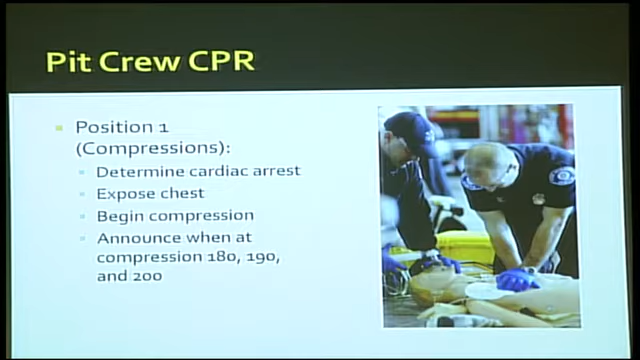 Pit Crew CPR
Position 1
(Compressions):
Determine cardiac arrest
Expose chest
Begin compression
Announce when at
compression 180, 190,
and 200